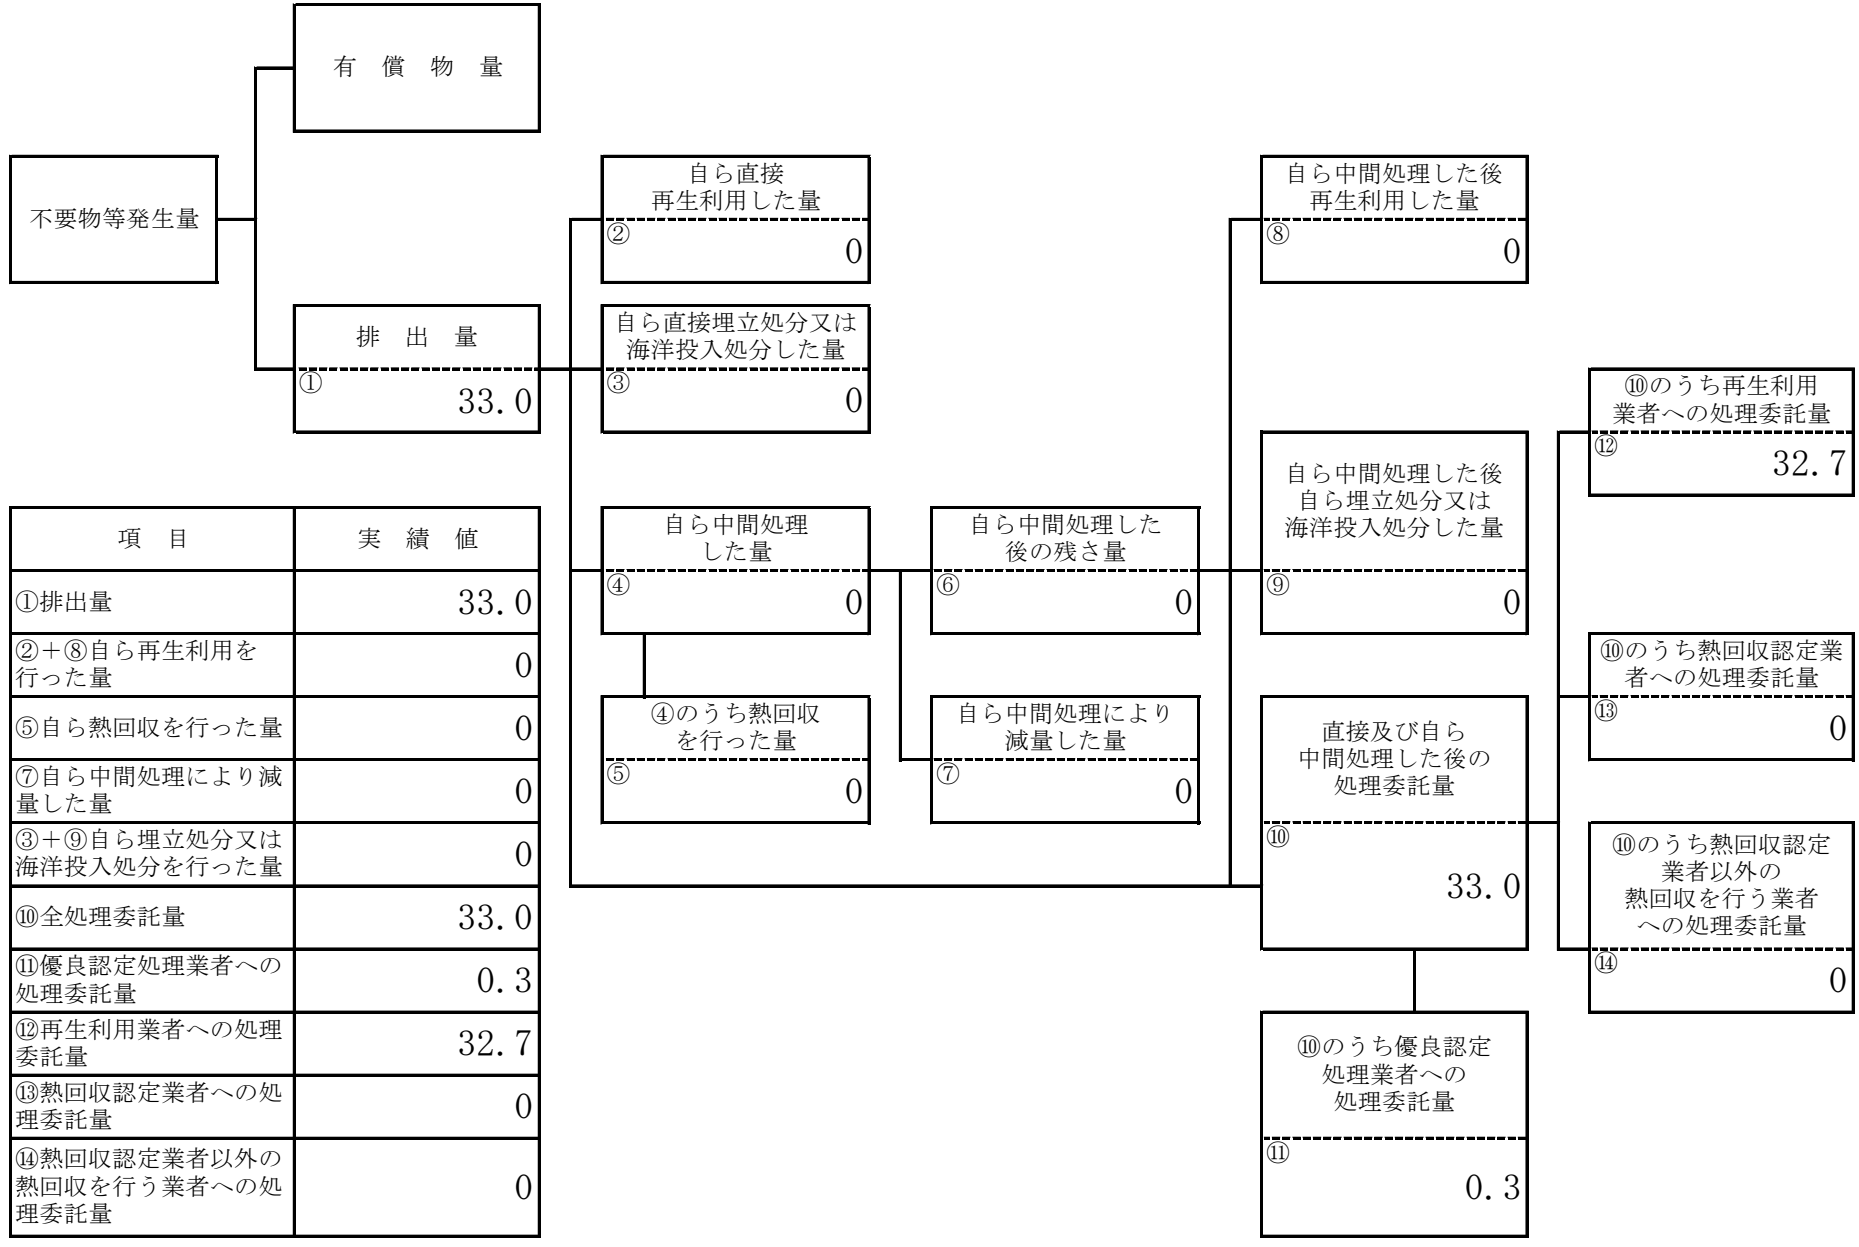 有　償　物　量
不要物等発生量
排　出　量
①
33.0
自ら直接
再生利用した量
②
0
自ら直接埋立処分又は
海洋投入処分した量
③
0
自ら中間処理
した量
④
0
④のうち熱回収
を行った量
⑤
0
自ら中間処理した
後の残さ量
⑥
0
自ら中間処理により
減量した量
⑦
0
自ら中間処理した後
再生利用した量
⑧
0
自ら中間処理した後
自ら埋立処分又は
海洋投入処分した量
⑨
0
直接及び自ら
中間処理した後の
処理委託量
⑩
33.0
⑩のうち優良認定
処理業者への
処理委託量
⑪
0.3
⑩のうち再生利用
業者への処理委託量
⑫
32.7
⑩のうち熱回収認定業
者への処理委託量
⑬
0
⑩のうち熱回収認定
業者以外の
熱回収を行う業者
への処理委託量
⑭
0
項　目　実　績　値
①排出量　33.0
②＋⑧自ら再生利用を
行った量
0
⑤自ら熱回収を行った量　0
⑦自ら中間処理により減
量した量
0
③＋⑨自ら埋立処分又は
海洋投入処分を行った量
0
⑩全処理委託量　33.0
⑪優良認定処理業者への
処理委託量
0.3
⑫再生利用業者への処理
委託量
32.7
⑬熱回収認定業者への処
理委託量
0
⑭熱回収認定業者以外の
熱回収を行う業者への処
理委託量
0